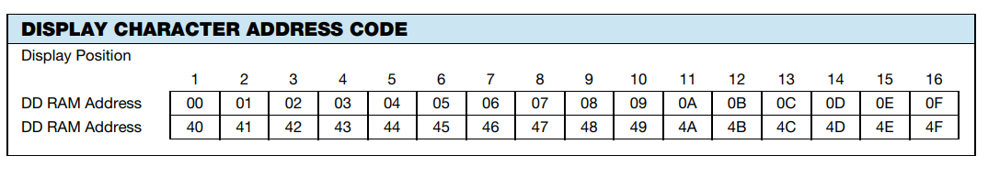 DISPLAY CHARACTER ADDRESS CODE
Display Position
1 2 3 4 5 6 7 8 9 10 11 12 13 14 15 16
DD RAM Address 00 01 02 03 04 05 06 07 08 09 0A 0B 0C 0D 0E 0F
DD RAM Address 40 41 42 43 44 45 46 47 48 49 4A 4B 4C 4D 4E 4F